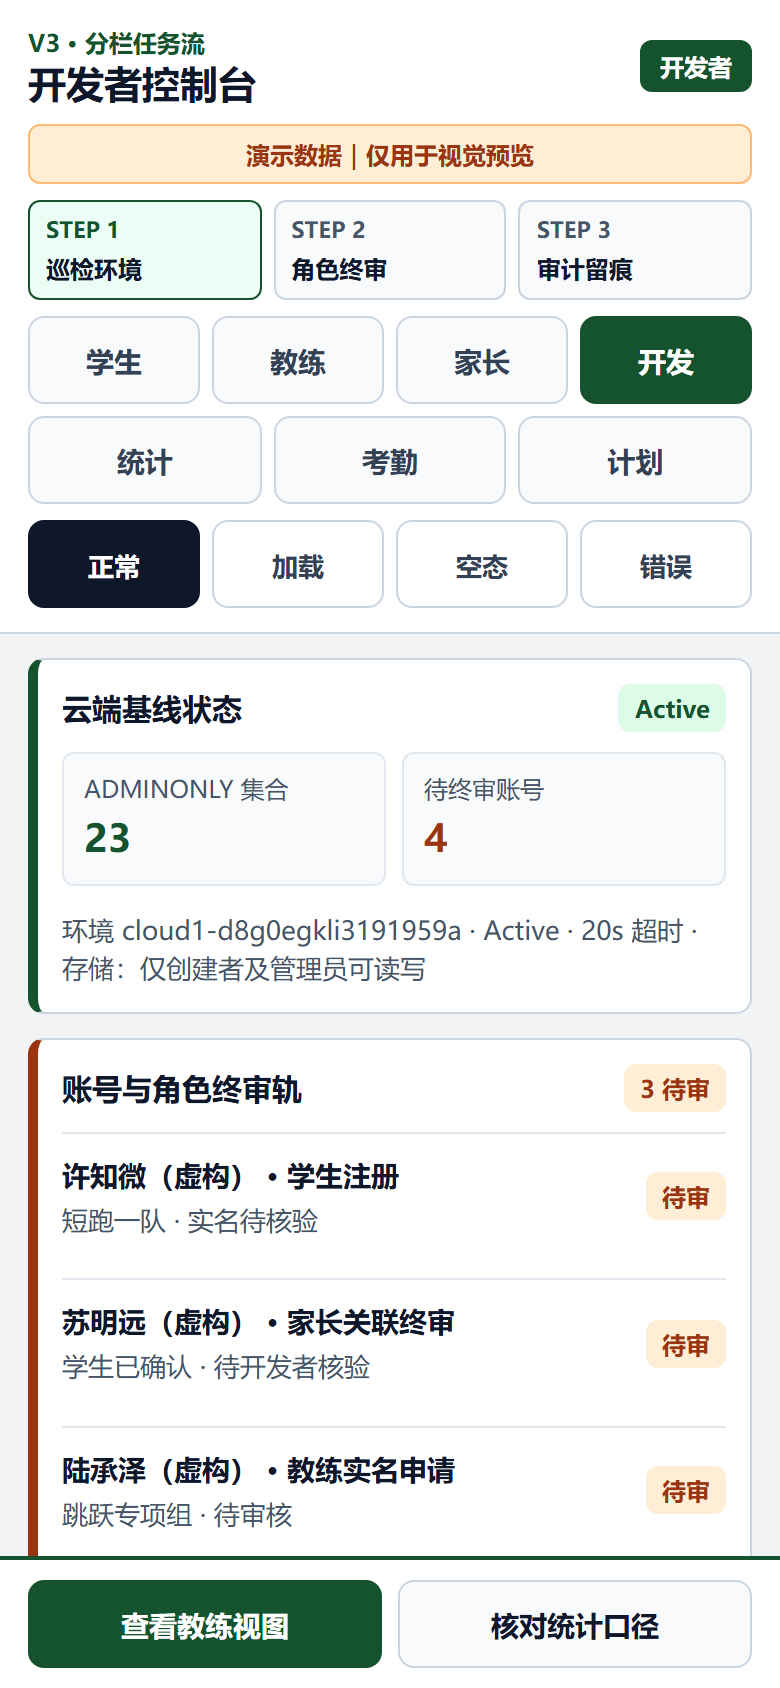 V3 · 分栏任务流
开发者控制台
开发者
演示数据｜仅用于视觉预览
STEP 1
巡检环境
STEP 2
角色终审
STEP 3
审计留痕
学生
教练
家长
开发
统计
考勤
计划
正常
加载
空态
错误
云端基线状态
Active
ADMINONLY 集合
23
待终审账号
4
环境 cloud1-d8g0egkli3191959a · Active · 20s 超时 ·
存储：仅创建者及管理员可读写
账号与角色终审轨
3 待审
许知微（虚构）·学生注册
短跑一队 · 实名待核验
待审
苏明远（虚构）·家长关联终审
学生已确认 · 待开发者核验
待审
陆承泽（虚构）·教练实名申请
跳跃专项组 · 待审核
待审
查看教练视图
核对统计口径